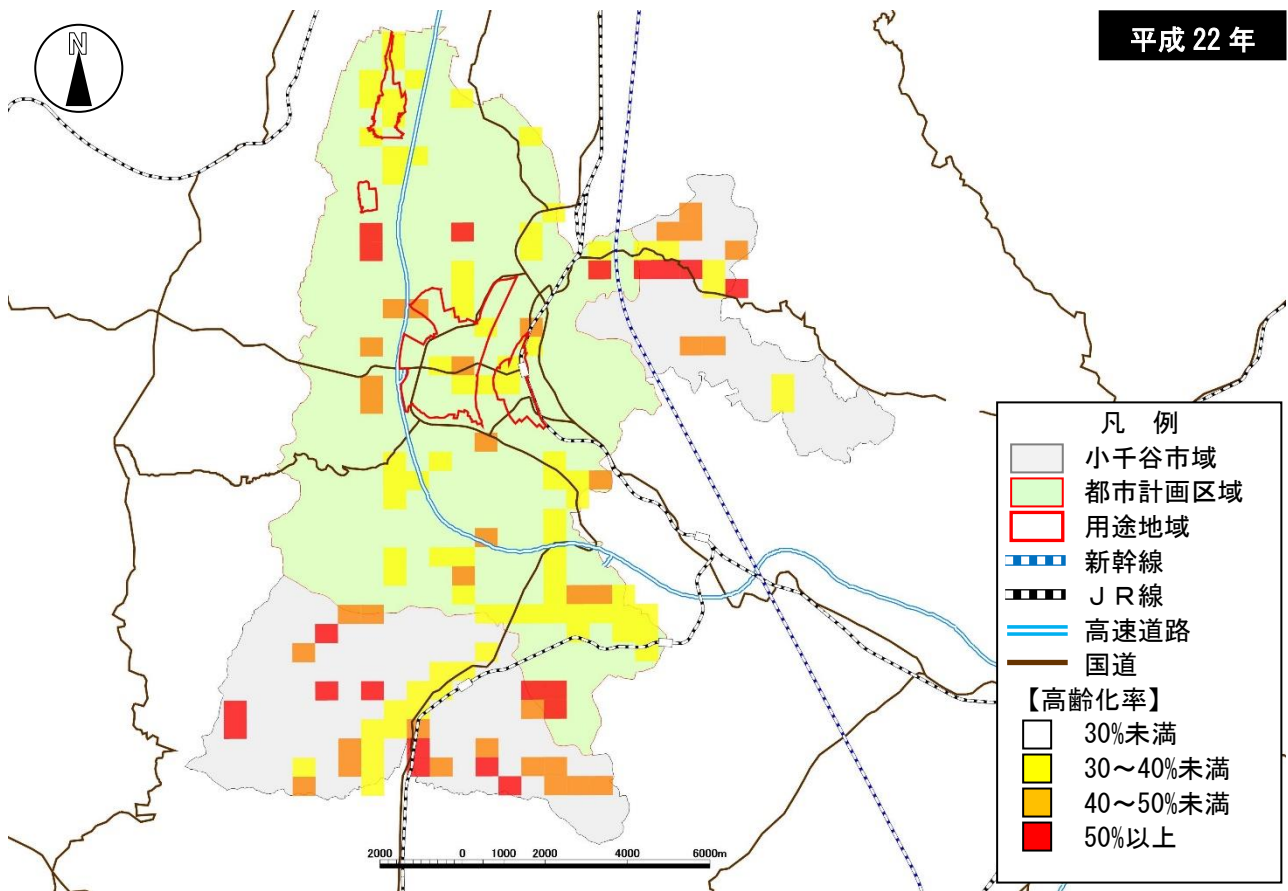 N
平成22年
凡 例
小千谷市域
都市計画区域
用途地域
新幹線
ＪＲ線
高速道路
国道
【高齢化率】
30%未満
30～40%未満
40～50%未満
50%以上
2000 0 1000 2000 4000 6000m